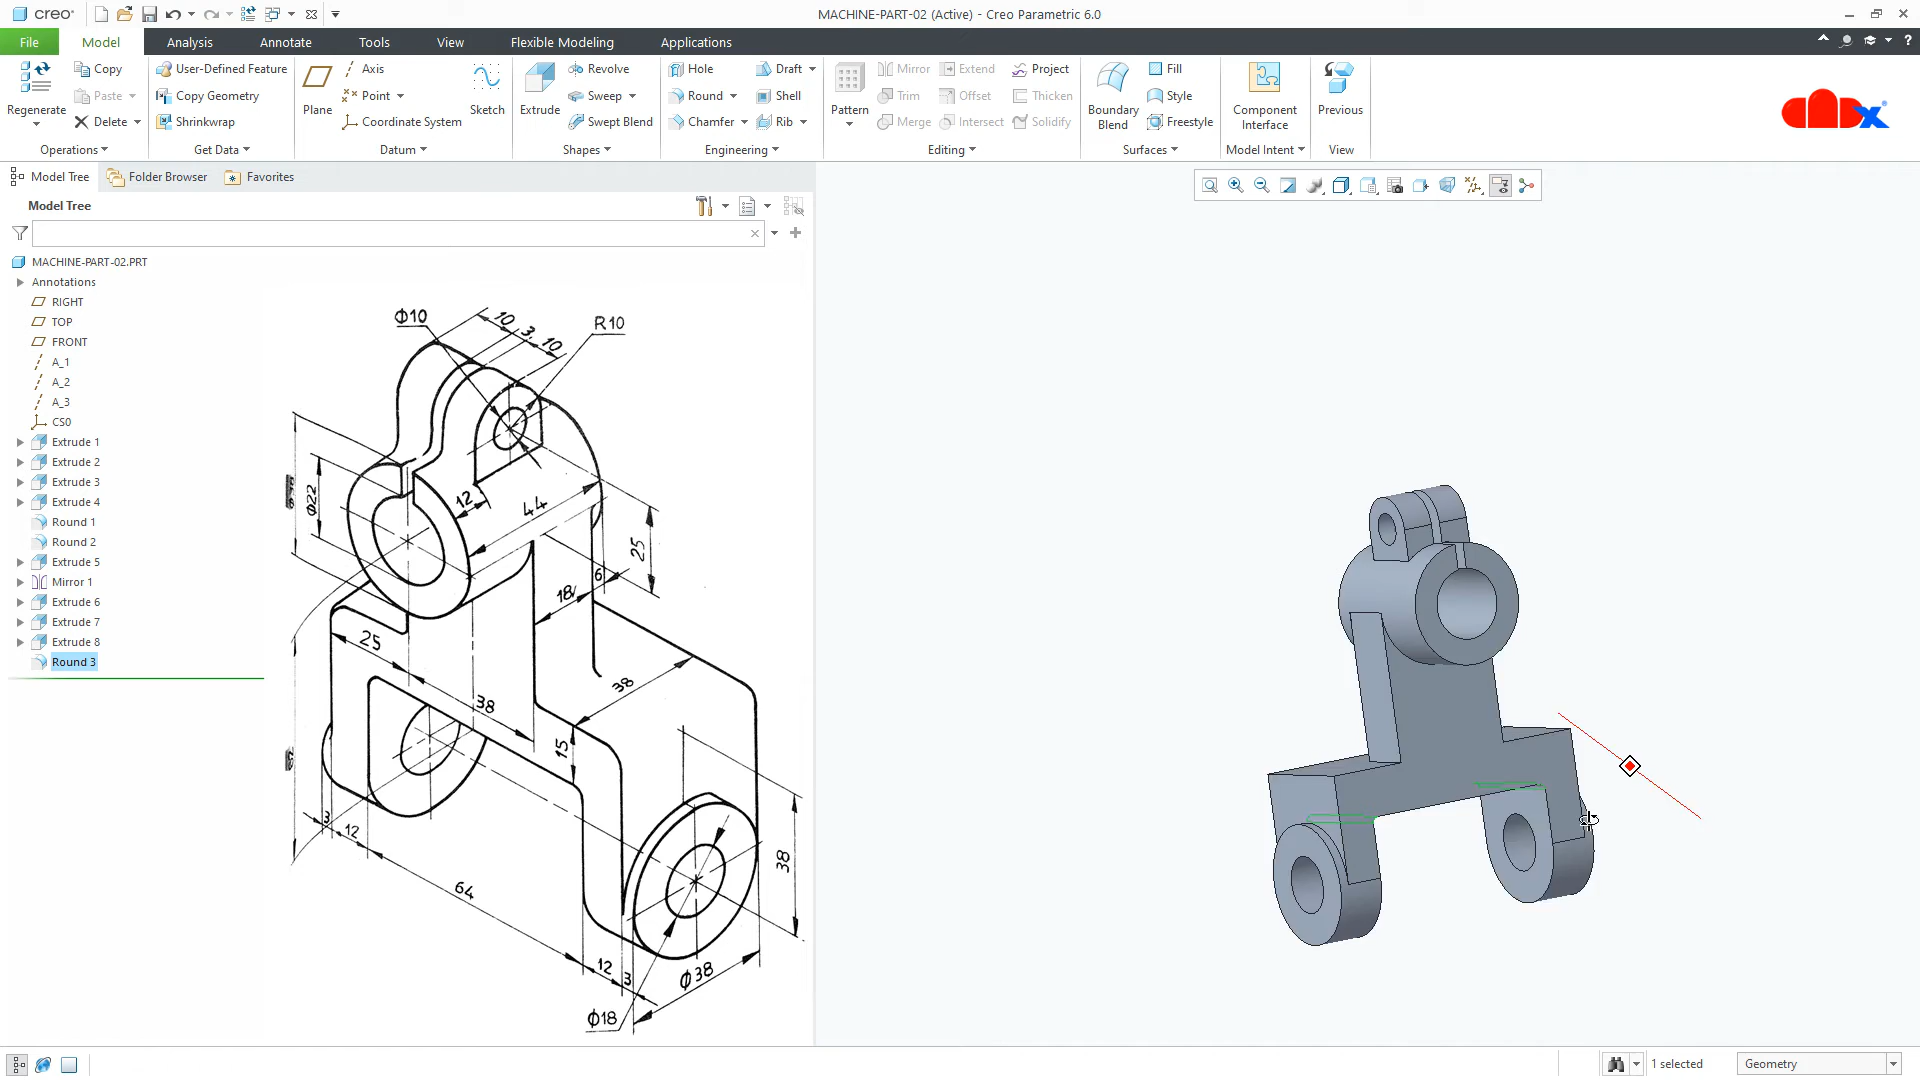 creo°
MACHINE-PART-02 (Active) - Creo Parametric 6.0
File
Model
Analysis
Annotate
Tools
View
Flexible Modeling
Applications
Regenerate
Copy
Paste
Delete
Operations
User-Defined Feature
Copy Geometry
Shrinkwrap
Get Data
Plane
Axis
Point
Coordinate System
Sketch
Datum
Extrude
Revolve
Sweep
Swept Blend
Shapes
Hole
Round
Chamfer
Draft
Shell
Rib
Engineering
Pattern
Mirror
Trim
Merge
Extend
Offset
Intersect
Project
Thicken
Solidify
Editing
Boundary
Blend
Fill
Style
Freestyle
Surfaces
Component
Interface
Model Intent
Previous
View
Model Tree
Folder Browser
Favorites
Model Tree
MACHINE-PART-02.PRT
Annotations
RIGHT
TOP
FRONT
A_1
A_2
A_3
CS0
Extrude 1
Extrude 2
Extrude 3
Extrude 4
Round 1
Round 2
Extrude 5
Mirror 1
Extrude 6
Extrude 7
Extrude 8
Round 3
Φ10
10
3
10
R10
Φ22
12
44
25
6
18
25
38
38
15
3
12
64
38
12
3
Φ38
Φ18
1 selected
Geometry